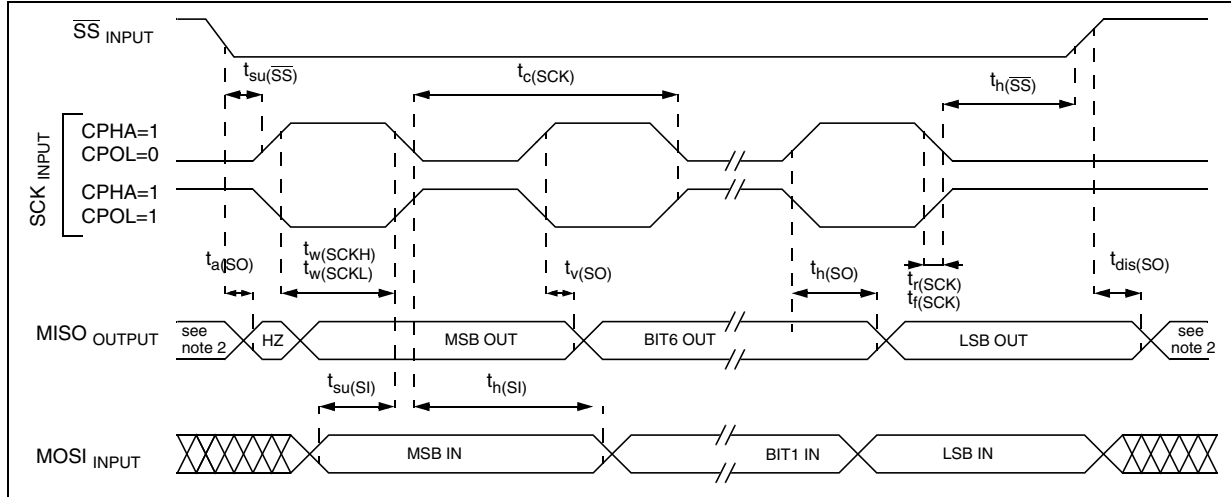 SS INPUT
tsu(SS)
tc(SCK)
th(SS)
SCK INPUT
CPHA=1
CPOL=0
CPHA=1
CPOL=1
ta(SO)
tw(SCKH)
tw(SCKL)
tv(SO)
th(SO)
tr(SCK)
tf(SCK)
tdis(SO)
MISO OUTPUT
see note 2
HZ
MSB OUT
BIT6 OUT
LSB OUT
see note 2
tsu(SI)
th(SI)
MOSI INPUT
MSB IN
BIT1 IN
LSB IN